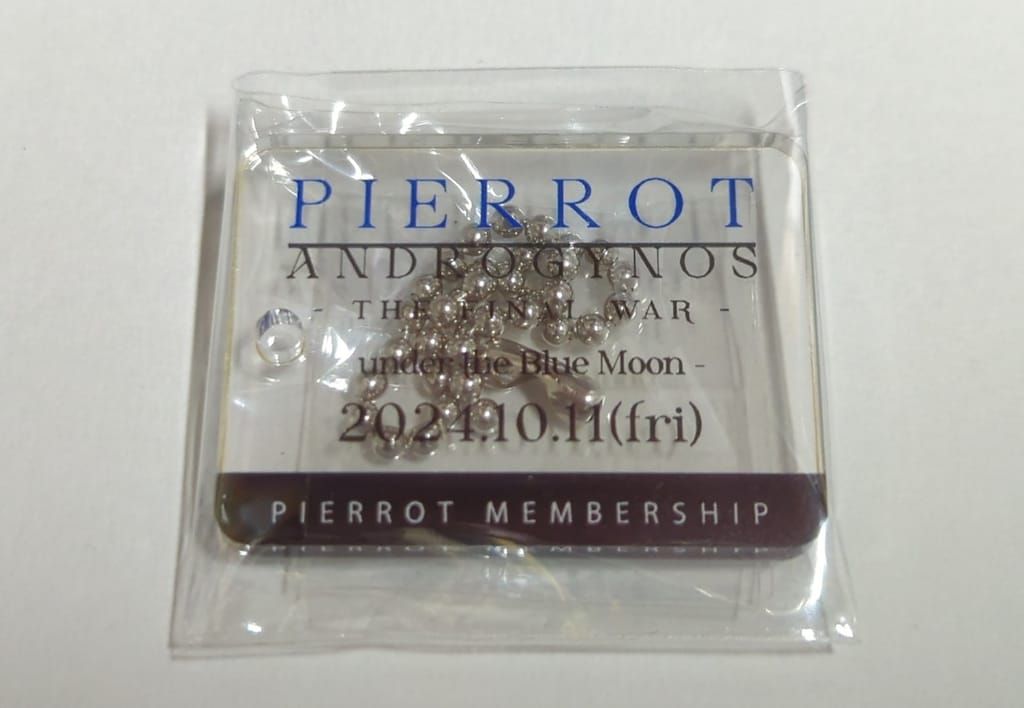 PIERROT
ANDROGYNOS
- THE FINAL WAR -
under the Blue Moon -
2024.10.11(fri)
PIERROT MEMBERSHIP